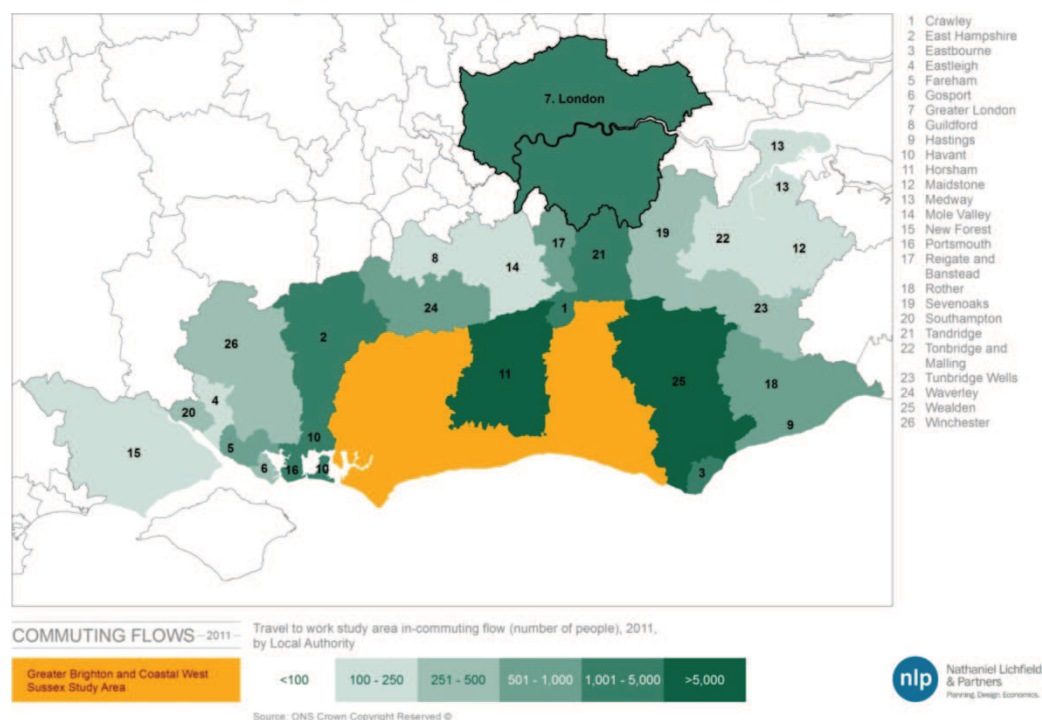 1 Crawley
2 East Hampshire
3 Eastbourne
4 Eastleigh
5 Fareham
6 Gosport
7 Greater London
8 Guildford
9 Hastings
10 Havant
11 Horsham
12 Maidstone
13 Medway
14 Mole Valley
15 New Forest
16 Portsmouth
17 Reigate and
Banstead
18 Rother
19 Sevenoaks
20 Southampton
21 Tandridge
22 Tonbridge and
Malling
23 Tunbridge Wells
24 Waverley
25 Wealden
26 Winchester
7. London
13
13
19
22
12
17
21
8
14
24
1
23
2
26
11
25
18
4
20
9
15
5
10
6
16
10
3
COMMUTING FLOWS – 2011 –
Travel to work study area in-commuting flow (number of people), 2011,
by Local Authority
Greater Brighton and Coastal West
Sussex Study Area
<100
100 - 250
251 - 500
501 - 1,000
1,001 - 5,000
>5,000
Source: ONS Crown Copyright Reserved ©
nlp
Nathaniel Lichfield
& Partners
Planning. Design. Economics.